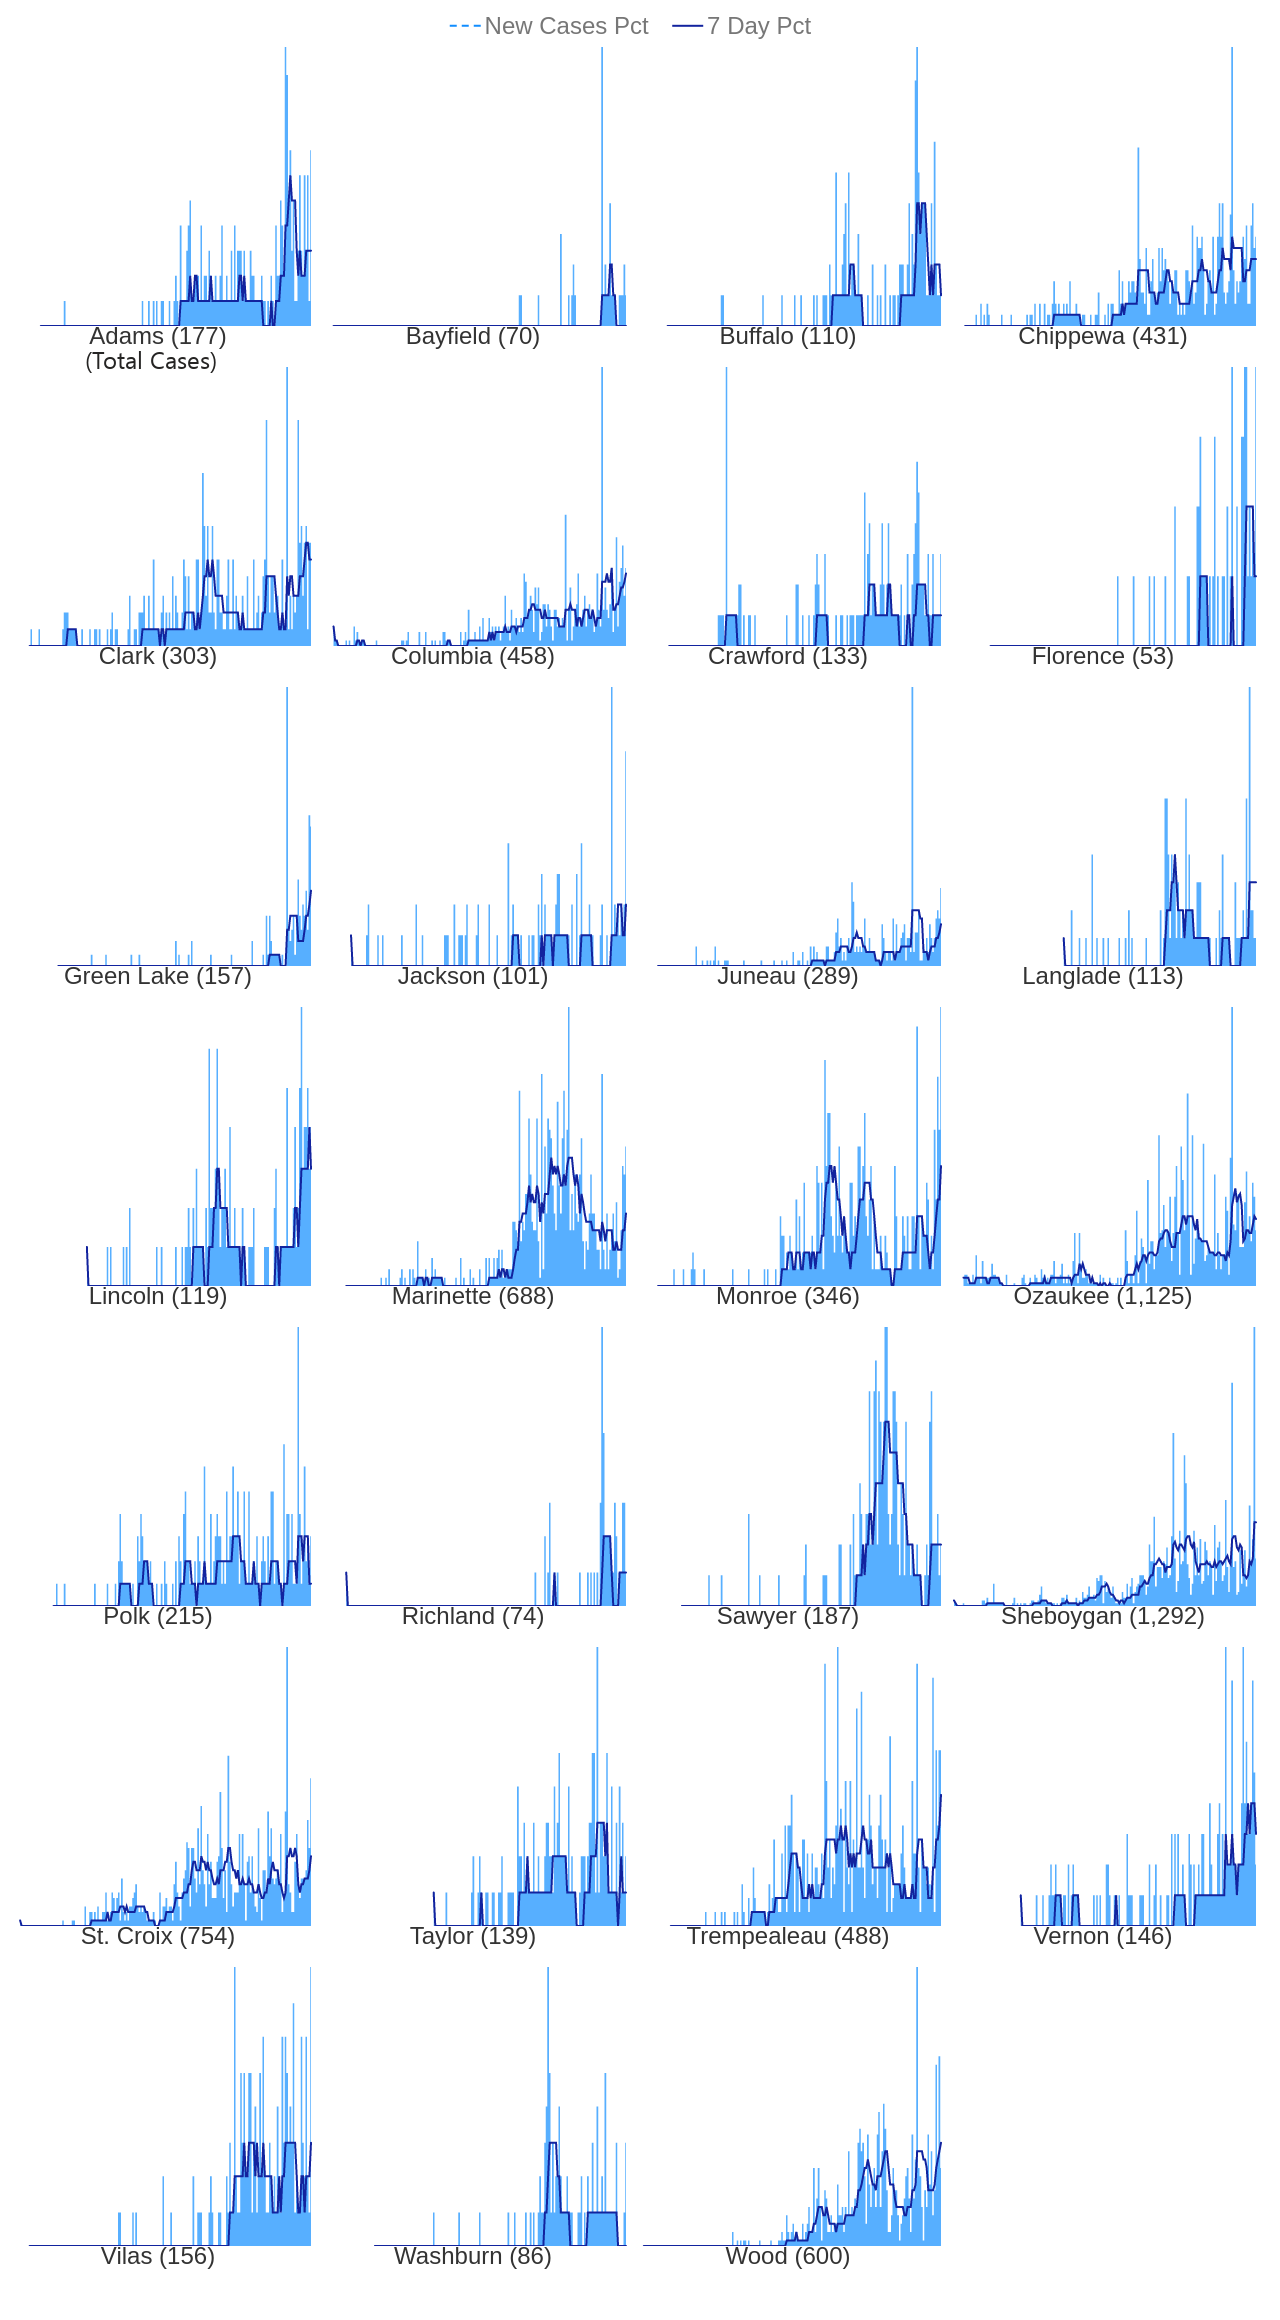 New Cases Pct 7 Day Pct
Adams (177) Bayfield (70) Buffalo (110) Chippewa (431)
(Total Cases)
Clark (303) Columbia (458) Crawford (133) Florence (53)
Green Lake (157) Jackson (101) Juneau (289) Langlade (113)
Lincoln (119) Marinette (688) Monroe (346) Ozaukee (1,125)
Polk (215) Richland (74) Sawyer (187) Sheboygan (1,292)
St. Croix (754) Taylor (139) Trempealeau (488) Vernon (146)
Vilas (156) Washburn (86) Wood (600)